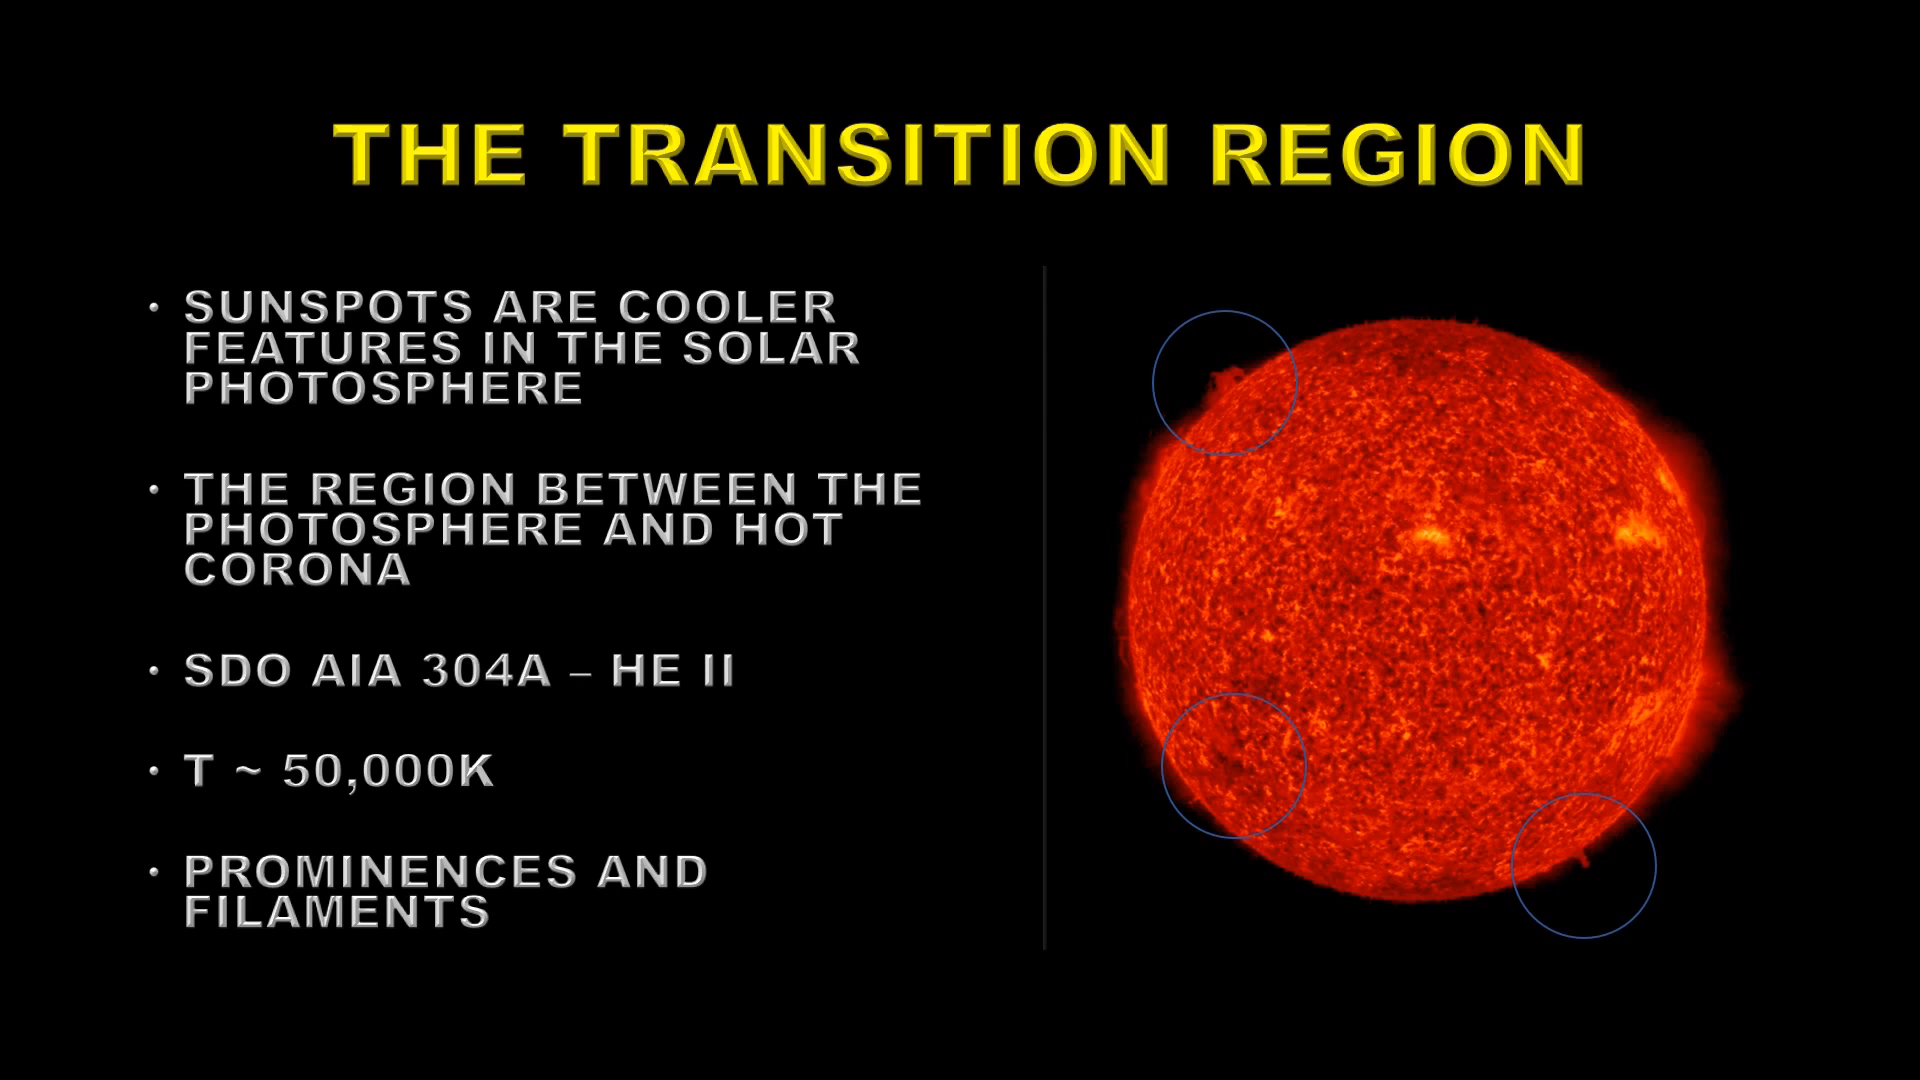 THE TRANSITION REGION
• SUNSPOTS ARE COOLER
FEATURES IN THE SOLAR
PHOTOSPHERE
• THE REGION BETWEEN THE
PHOTOSPHERE AND HOT
CORONA
• SDO AIA 304A – HE II
• T ~ 50,000K
• PROMINENCES AND
FILAMENTS